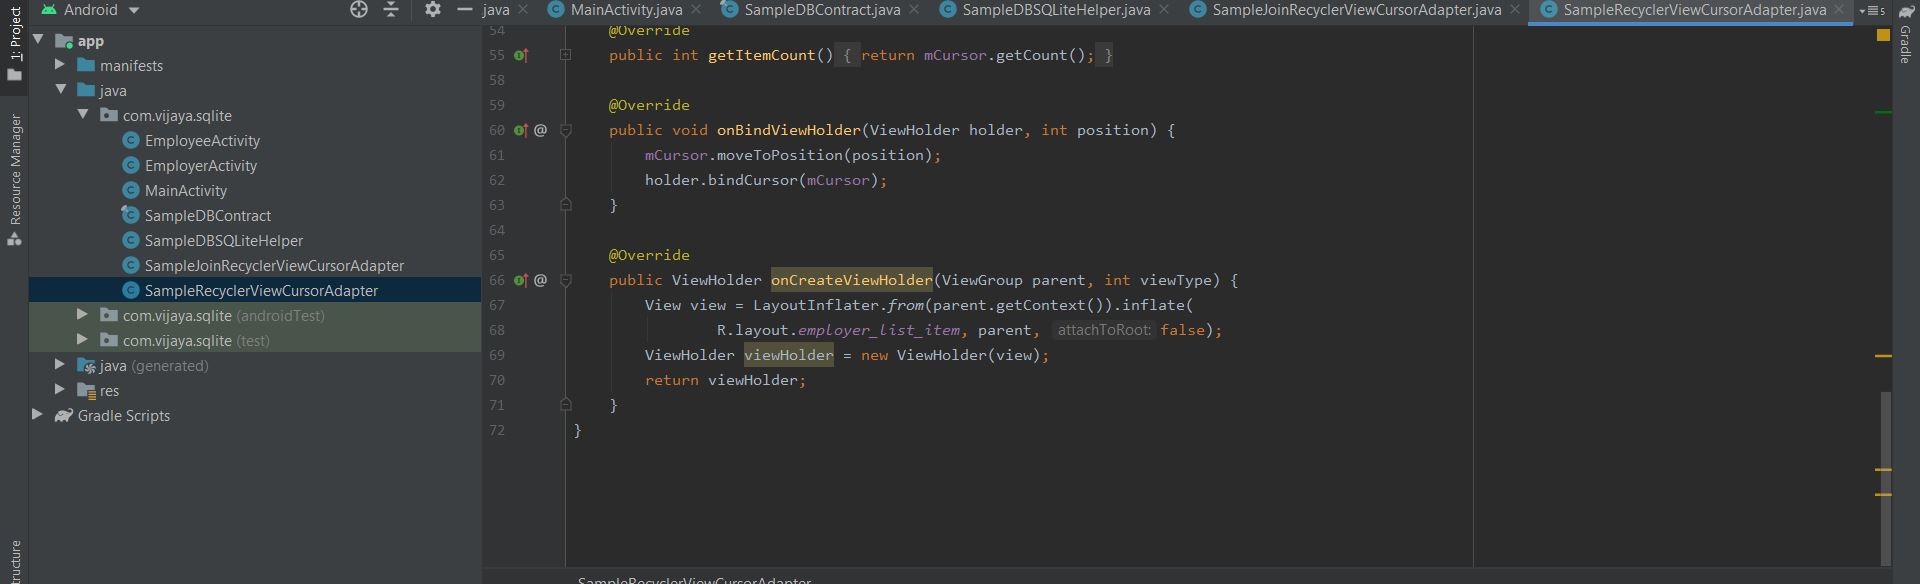 Android
java
MainActivity.java
SampleDBContract.java
SampleDBSQLiteHelper.java
SampleJoinRecyclerViewCursorAdapter.java
SampleRecyclerViewCursorAdapter.java
5
1: Project
Resource Manager
tructure
Gradle
app
manifests
java
com.vijaya.sqlite
EmployeeActivity
EmployerActivity
MainActivity
SampleDBContract
SampleDBSQLiteHelper
SampleJoinRecyclerViewCursorAdapter
SampleRecyclerViewCursorAdapter
com.vijaya.sqlite (androidTest)
com.vijaya.sqlite (test)
java (generated)
res
Gradle Scripts
54 @Override
55 public int getItemCount() { return mCursor.getCount(); }
58
59 @Override
60 @ public void onBindViewHolder(ViewHolder holder, int position) {
61 mCursor.moveToPosition(position);
62 holder.bindCursor(mCursor);
63 }
64
65 @Override
66 @ public ViewHolder onCreateViewHolder(ViewGroup parent, int viewType) {
67 View view = LayoutInflater.from(parent.getContext()).inflate(
68 R.layout.employer_list_item, parent, attachToRoot: false);
69 ViewHolder viewHolder = new ViewHolder(view);
70 return viewHolder;
71 }
72 }
SampleRecyclerViewCursorAdapter